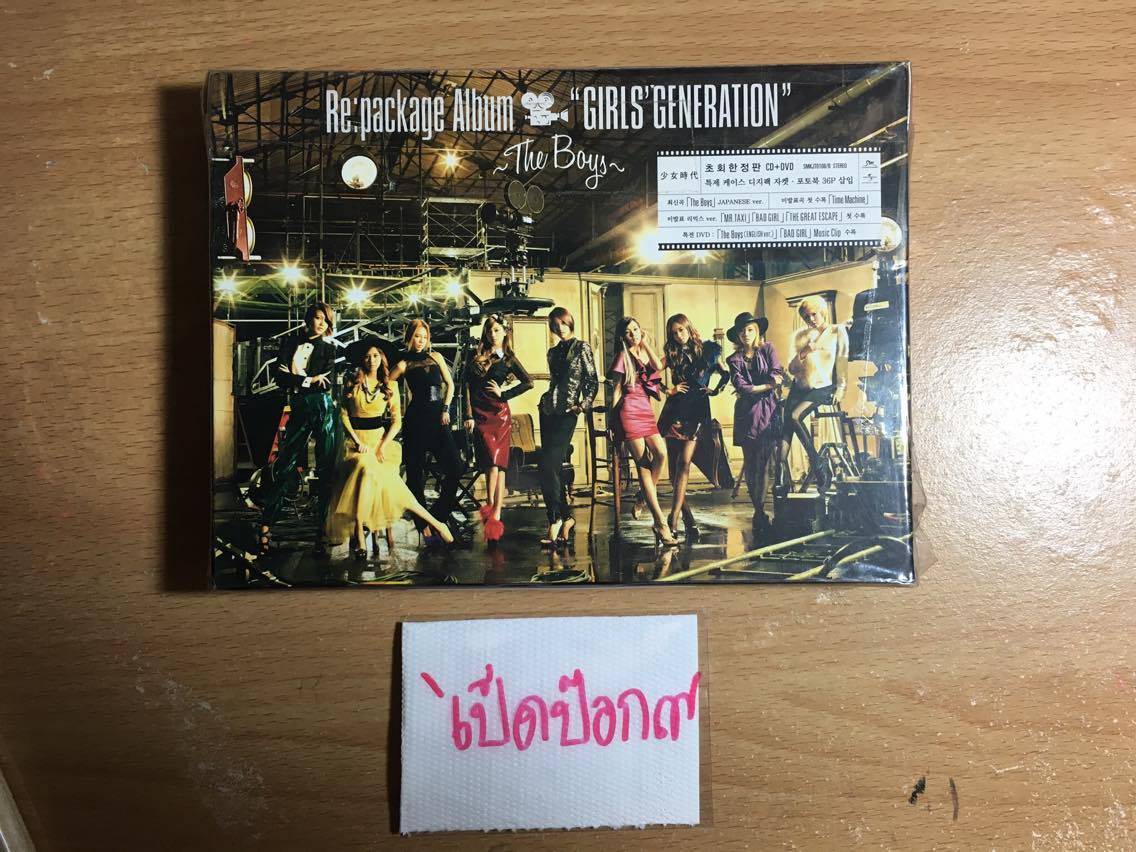 Re:package Album "GIRLS' GENERATION"
~The Boys~
少女時代 초회한정판 CD+DVD SMKJT0108/B STEREO
특제 케이스 디지팩 자켓 · 포토북 36P 삽입
최신곡 「The Boys」 JAPANESE ver. 미발표곡 첫 수록 「Time Machine」
미발표 리믹스 ver. 「MR.TAXI」「BAD GIRL」「THE GREAT ESCAPE」 첫 수록
특전 DVD : 「The Boys (ENGLISH ver.)」「BAD GIRL」 Music Clip 수록
เป็ดป๊อกๆ